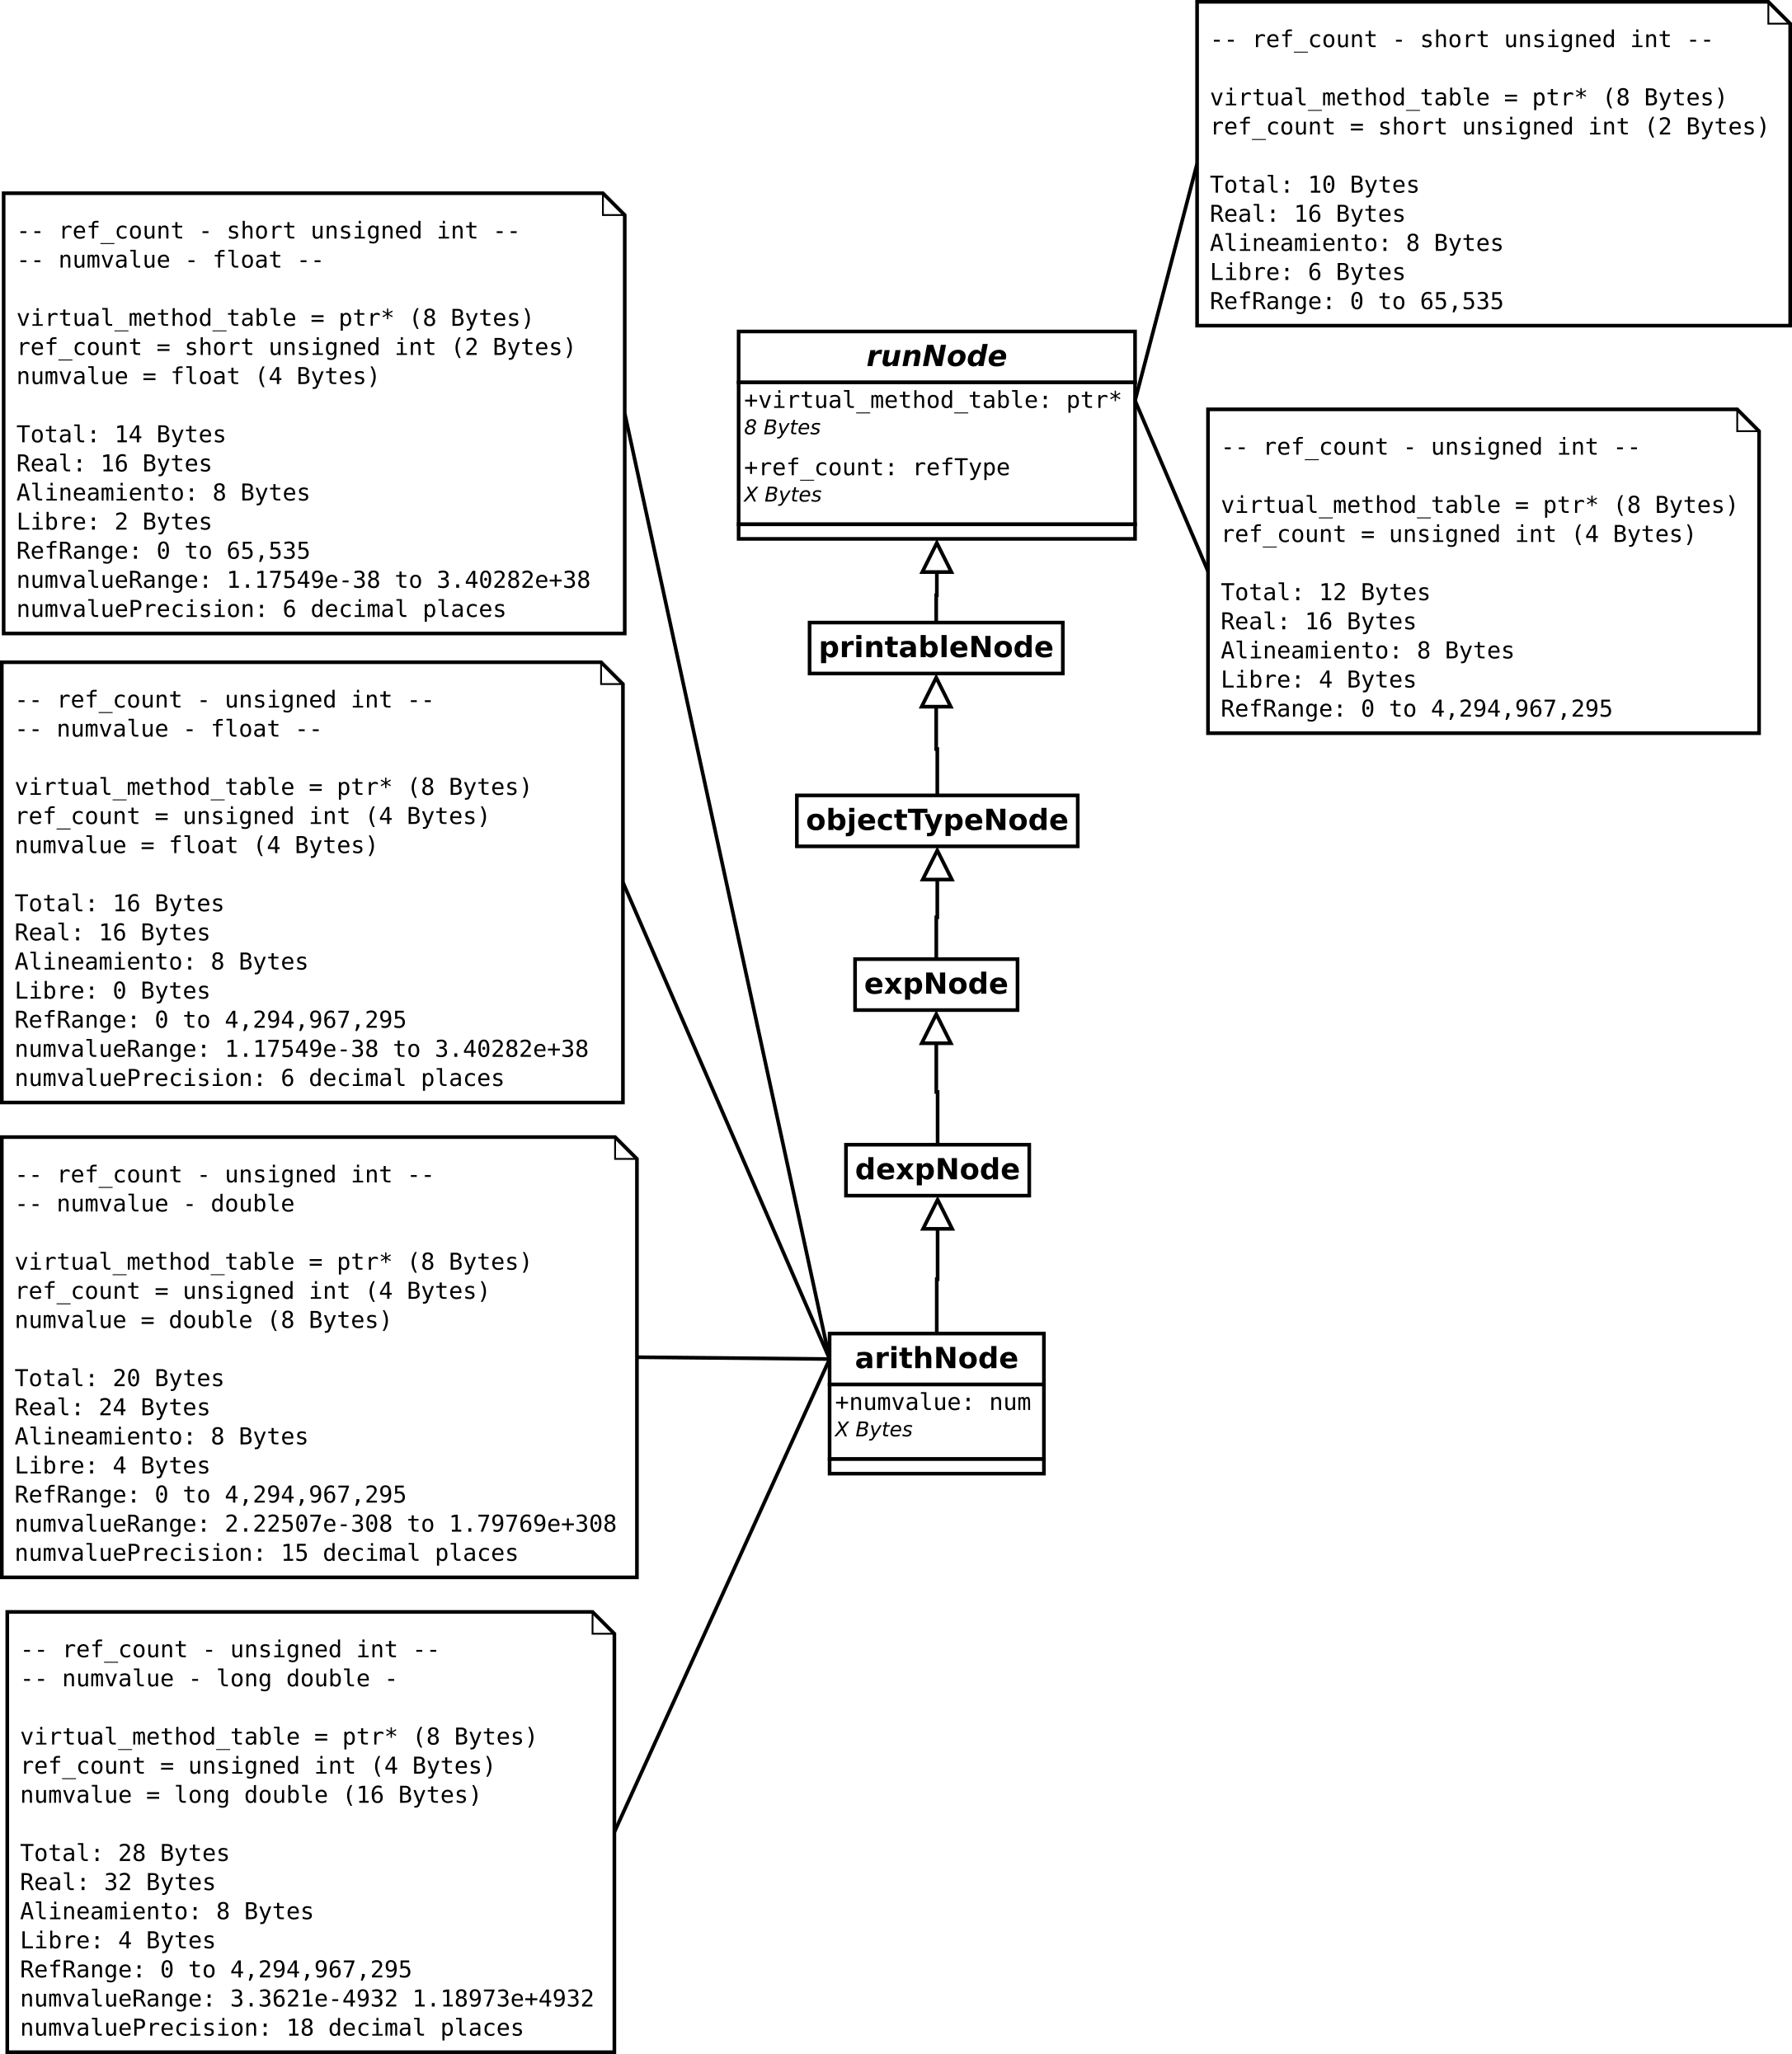 -- ref_count - short unsigned int --
virtual_method_table = ptr* (8 Bytes)
ref_count = short unsigned int (2 Bytes)
Total: 10 Bytes
Real: 16 Bytes
Alineamiento: 8 Bytes
Libre: 6 Bytes
RefRange: 0 to 65,535
-- ref_count - short unsigned int --
-- numvalue - float --
virtual_method_table = ptr* (8 Bytes)
ref_count = short unsigned int (2 Bytes)
numvalue = float (4 Bytes)
Total: 14 Bytes
Real: 16 Bytes
Alineamiento: 8 Bytes
Libre: 2 Bytes
RefRange: 0 to 65,535
numvalueRange: 1.17549e-38 to 3.40282e+38
numvaluePrecision: 6 decimal places
runNode
+virtual_method_table: ptr*
8 Bytes
+ref_count: refType
X Bytes
-- ref_count - unsigned int --
virtual_method_table = ptr* (8 Bytes)
ref_count = unsigned int (4 Bytes)
Total: 12 Bytes
Real: 16 Bytes
Alineamiento: 8 Bytes
Libre: 4 Bytes
RefRange: 0 to 4,294,967,295
printableNode
objectTypeNode
expNode
dexpNode
-- ref_count - unsigned int --
-- numvalue - float --
virtual_method_table = ptr* (8 Bytes)
ref_count = unsigned int (4 Bytes)
numvalue = float (4 Bytes)
Total: 16 Bytes
Real: 16 Bytes
Alineamiento: 8 Bytes
Libre: 0 Bytes
RefRange: 0 to 4,294,967,295
numvalueRange: 1.17549e-38 to 3.40282e+38
numvaluePrecision: 6 decimal places
-- ref_count - unsigned int --
-- numvalue - double
virtual_method_table = ptr* (8 Bytes)
ref_count = unsigned int (4 Bytes)
numvalue = double (8 Bytes)
Total: 20 Bytes
Real: 24 Bytes
Alineamiento: 8 Bytes
Libre: 4 Bytes
RefRange: 0 to 4,294,967,295
numvalueRange: 2.22507e-308 to 1.79769e+308
numvaluePrecision: 15 decimal places
arithNode
+numvalue: num
X Bytes
-- ref_count - unsigned int --
-- numvalue - long double -
virtual_method_table = ptr* (8 Bytes)
ref_count = unsigned int (4 Bytes)
numvalue = long double (16 Bytes)
Total: 28 Bytes
Real: 32 Bytes
Alineamiento: 8 Bytes
Libre: 4 Bytes
RefRange: 0 to 4,294,967,295
numvalueRange: 3.3621e-4932 1.18973e+4932
numvaluePrecision: 18 decimal places